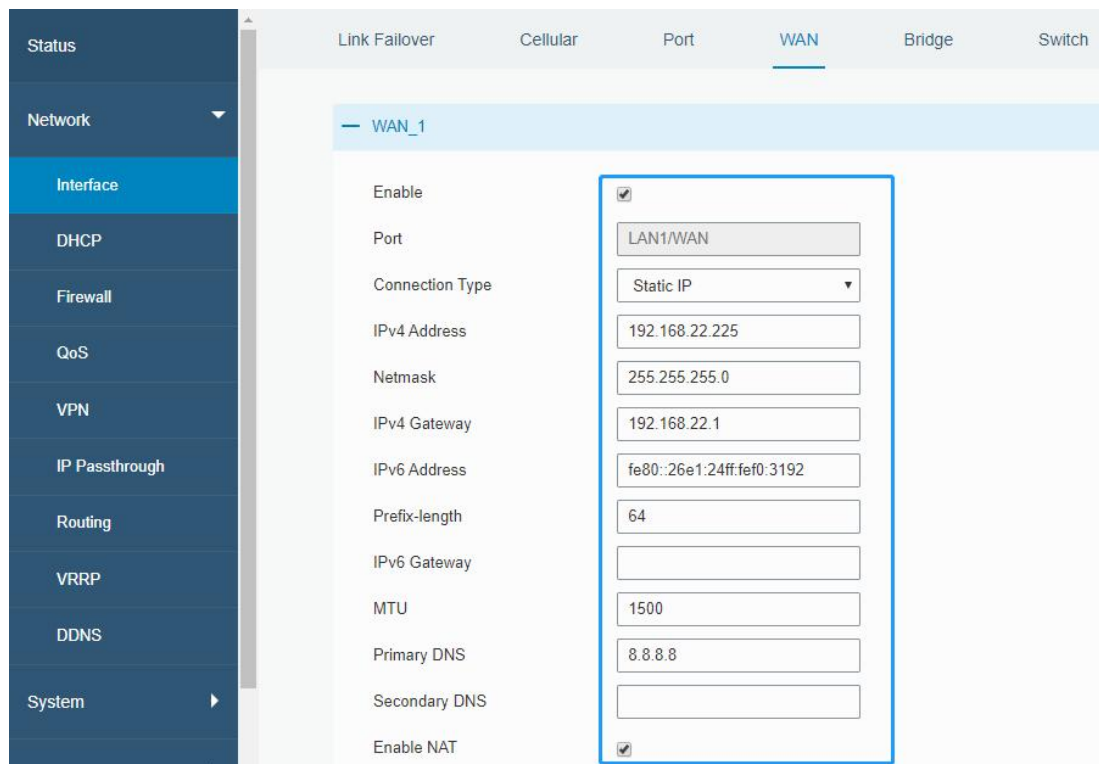 Status
Network
Interface
DHCP
Firewall
QoS
VPN
IP Passthrough
Routing
VRRP
DDNS
System
Link Failover Cellular Port WAN Bridge Switch
WAN_1
Enable
Port LAN1/WAN
Connection Type Static IP
IPv4 Address 192.168.22.225
Netmask 255.255.255.0
IPv4 Gateway 192.168.22.1
IPv6 Address fe80::26e1:24ff:fef0:3192
Prefix-length 64
IPv6 Gateway
MTU 1500
Primary DNS 8.8.8.8
Secondary DNS
Enable NAT